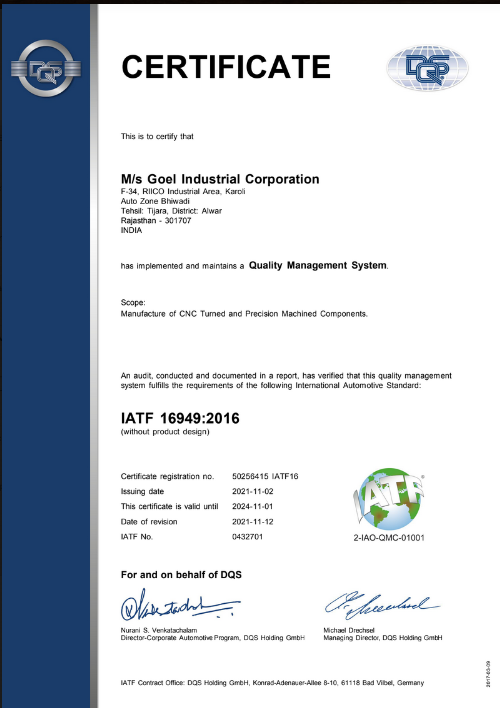 DQS
CERTIFICATE
DQS
This is to certify that
M/s Goel Industrial Corporation
F-34, RIICO Industrial Area, Karoli
Auto Zone Bhiwadi
Tehsil: Tijara, District: Alwar
Rajasthan - 301707
INDIA
has implemented and maintains a Quality Management System.
Scope:
Manufacture of CNC Turned and Precision Machined Components.
An audit, conducted and documented in a report, has verified that this quality management
system fulfills the requirements of the following International Automotive Standard:
IATF 16949:2016
(without product design)
Certificate registration no. 50256415 IATF16
Issuing date 2021-11-02
This certificate is valid until 2024-11-01
Date of revision 2021-11-12
IATF No. 0432701
IATF
®
2-IAO-QMC-01001
For and on behalf of DQS
Nurani S. Venkatachalam
Director-Corporate Automotive Program, DQS Holding GmbH
Michael Drechsel
Managing Director, DQS Holding GmbH
IATF Contract Office: DQS Holding GmbH, Konrad-Adenauer-Allee 8-10, 61118 Bad Vilbel, Germany